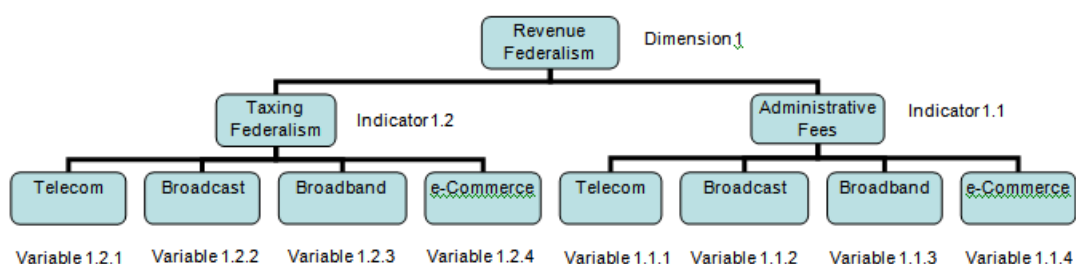 Revenue
Federalism
Dimension 1
Taxing
Federalism
Indicator 1.2
Administrative
Fees
Indicator 1.1
Telecom
Broadcast
Broadband
e-Commerce
Telecom
Broadcast
Broadband
e-Commerce
Variable 1.2.1
Variable 1.2.2
Variable 1.2.3
Variable 1.2.4
Variable 1.1.1
Variable 1.1.2
Variable 1.1.3
Variable 1.1.4